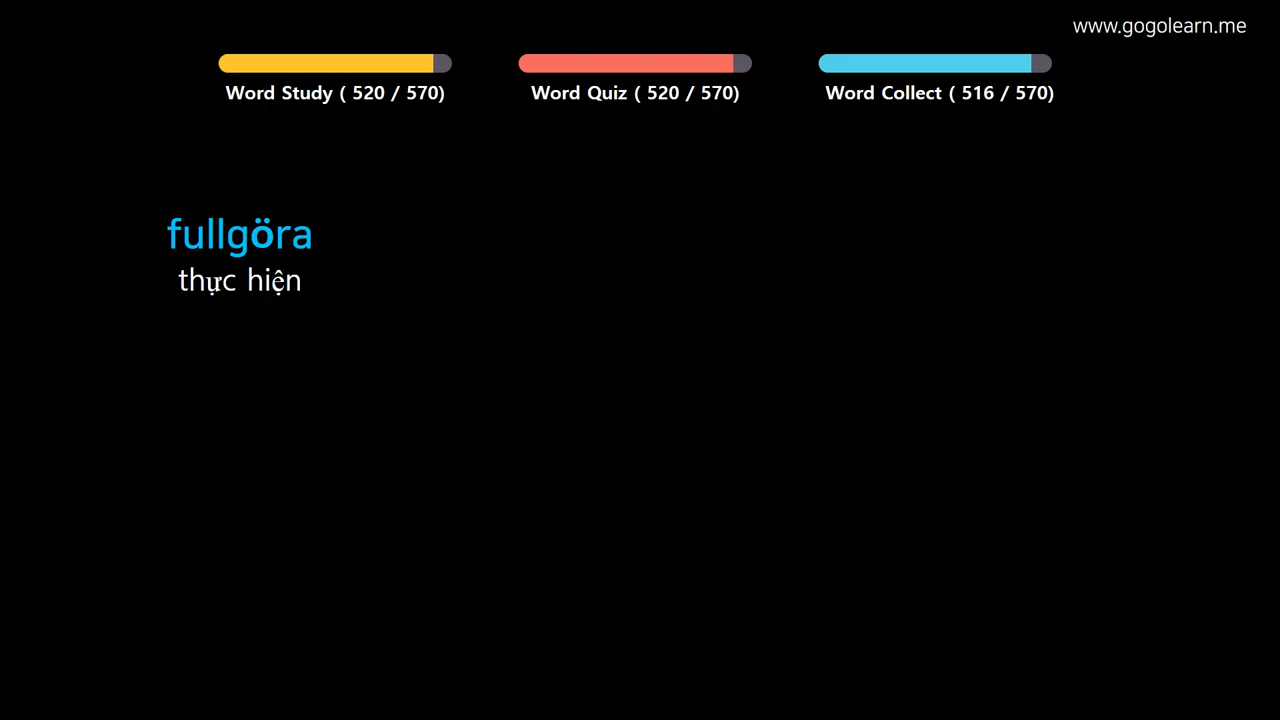 www.gogolearn.me
Word Study ( 520 / 570)
Word Quiz ( 520 / 570)
Word Collect ( 516 / 570)
fullgöra
thực hiện